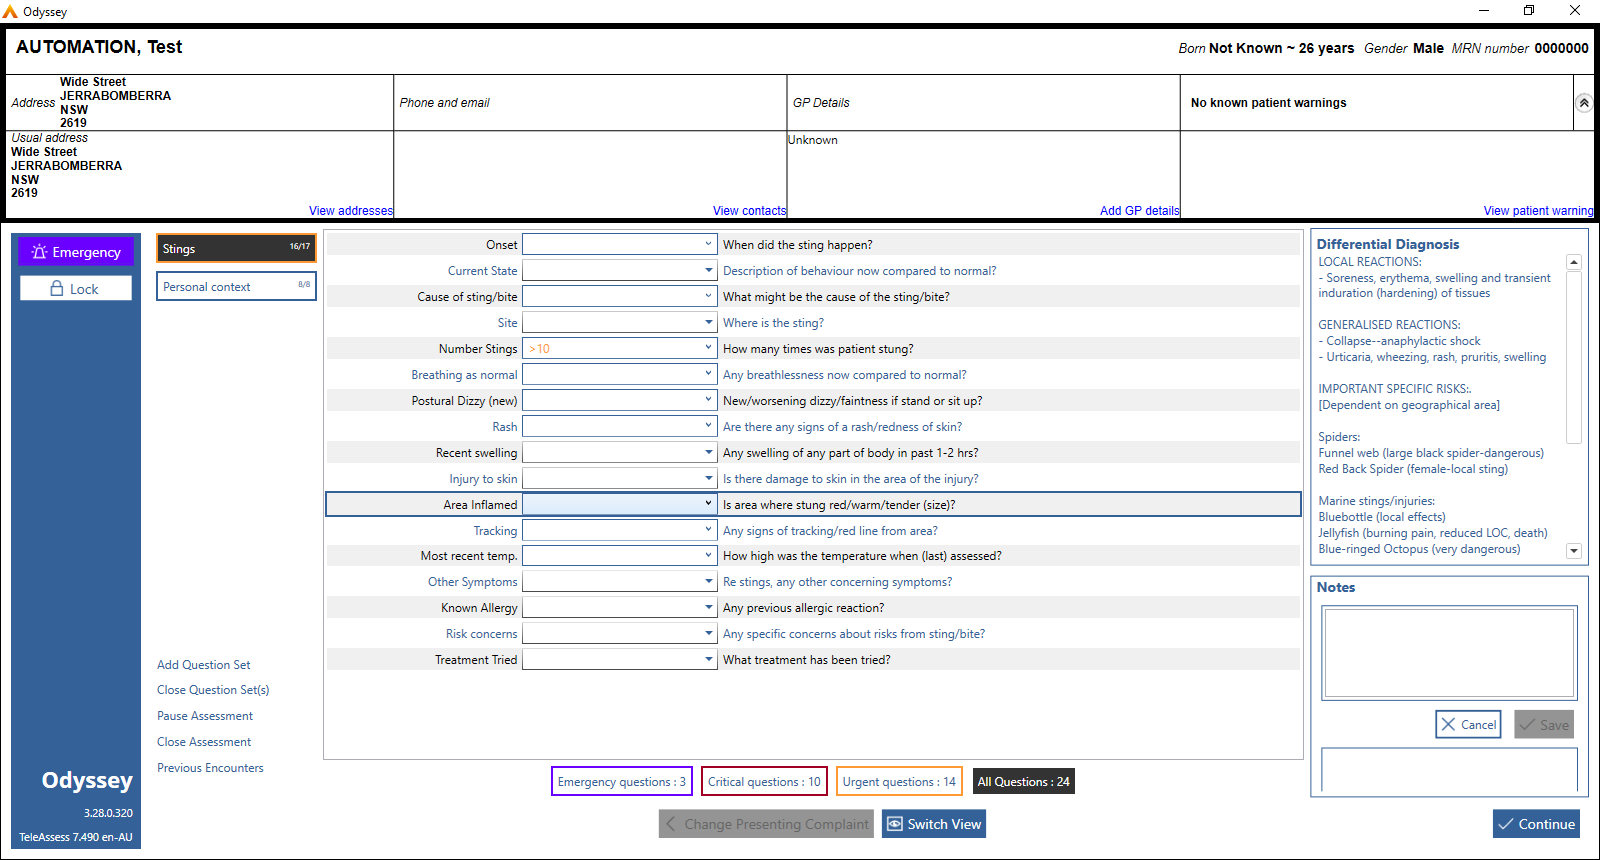 Odyssey
AUTOMATION, Test
Born Not Known ~ 26 years Gender Male MRN number 0000000
Address
Wide Street
JERRABOMBERRA
NSW
2619
Phone and email
GP Details
No known patient warnings
Usual address
Wide Street
JERRABOMBERRA
NSW
2619
View addresses
View contacts
Unknown
Add GP details
View patient warning
Emergency
Lock
Stings 16/17
Personal context 8/8
Onset When did the sting happen?
Current State Description of behaviour now compared to normal?
Cause of sting/bite What might be the cause of the sting/bite?
Site Where is the sting?
Number Stings >10 How many times was patient stung?
Breathing as normal Any breathlessness now compared to normal?
Postural Dizzy (new) New/worsening dizzy/faintness if stand or sit up?
Rash Are there any signs of a rash/redness of skin?
Recent swelling Any swelling of any part of body in past 1-2 hrs?
Injury to skin Is there damage to skin in the area of the injury?
Area Inflamed Is area where stung red/warm/tender (size)?
Tracking Any signs of tracking/red line from area?
Most recent temp. How high was the temperature when (last) assessed?
Other Symptoms Re stings, any other concerning symptoms?
Known Allergy Any previous allergic reaction?
Risk concerns Any specific concerns about risks from sting/bite?
Treatment Tried What treatment has been tried?
Differential Diagnosis
LOCAL REACTIONS:
- Soreness, erythema, swelling and transient
induration (hardening) of tissues
GENERALISED REACTIONS:
- Collapse--anaphylactic shock
- Urticaria, wheezing, rash, pruritis, swelling
IMPORTANT SPECIFIC RISKS:.
[Dependent on geographical area]
Spiders:
Funnel web (large black spider-dangerous)
Red Back Spider (female-local sting)
Marine stings/injuries:
Bluebottle (local effects)
Jellyfish (burning pain, reduced LOC, death)
Blue-ringed Octopus (very dangerous)
Notes
Cancel
Save
Add Question Set
Close Question Set(s)
Pause Assessment
Close Assessment
Previous Encounters
Odyssey
3.28.0.320
TeleAssess 7.490 en-AU
Emergency questions : 3
Critical questions : 10
Urgent questions : 14
All Questions : 24
Change Presenting Complaint
Switch View
Continue